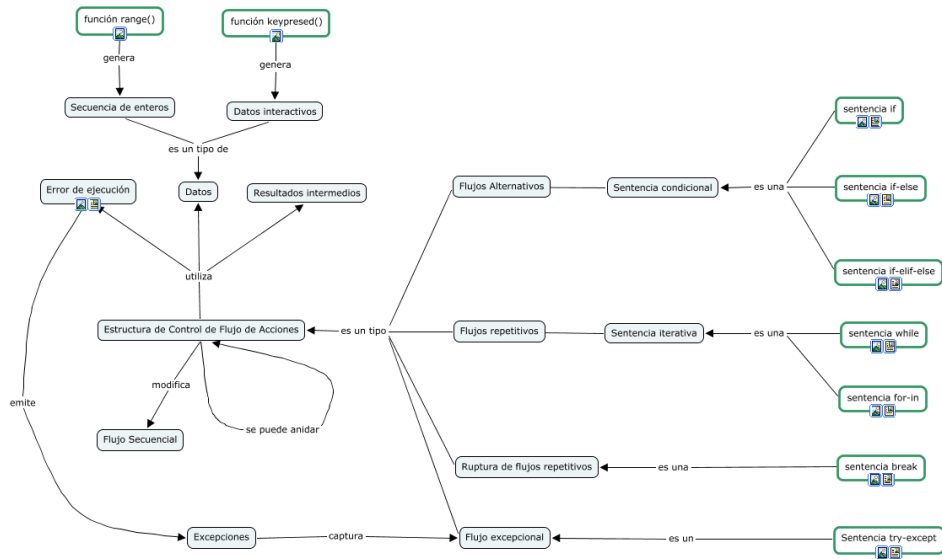 función range()
función keypresed()
genera
genera
Secuencia de enteros
Datos interactivos
sentencia if
es un tipo de
Error de ejecución
Datos
Resultados intermedios
Flujos Alternativos
Sentencia condicional
es una
sentencia if-else
utiliza
sentencia if-elif-else
Estructura de Control de Flujo de Acciones
es un tipo
Flujos repetitivos
Sentencia iterativa
es una
sentencia while
modifica
emite
sentencia for-in
Flujo Secuencial
se puede anidar
Ruptura de flujos repetitivos
es una
sentencia break
Excepciones
captura
Flujo excepcional
es un
Sentencia try-except